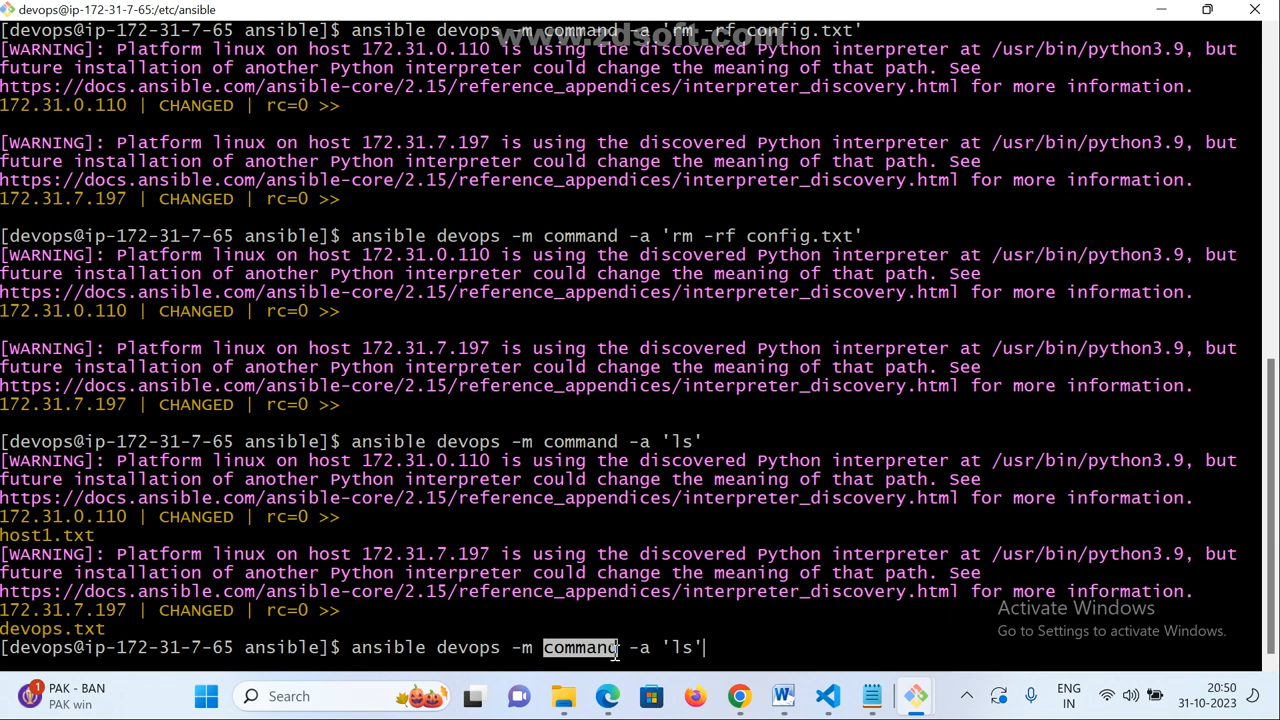 devops@ip-172-31-7-65:/etc/ansible
[devops@ip-172-31-7-65 ansible]$ ansible devops -m command -a 'rm -rf config.txt'
www.zdsoft.com
[WARNING]: Platform linux on host 172.31.0.110 is using the discovered Python interpreter at /usr/bin/python3.9, but
future installation of another Python interpreter could change the meaning of that path. See
https://docs.ansible.com/ansible-core/2.15/reference_appendices/interpreter_discovery.html for more information.
172.31.0.110 | CHANGED | rc=0 >>
[WARNING]: Platform linux on host 172.31.7.197 is using the discovered Python interpreter at /usr/bin/python3.9, but
future installation of another Python interpreter could change the meaning of that path. See
https://docs.ansible.com/ansible-core/2.15/reference_appendices/interpreter_discovery.html for more information.
172.31.7.197 | CHANGED | rc=0 >>
[devops@ip-172-31-7-65 ansible]$ ansible devops -m command -a 'rm -rf config.txt'
[WARNING]: Platform linux on host 172.31.0.110 is using the discovered Python interpreter at /usr/bin/python3.9, but
future installation of another Python interpreter could change the meaning of that path. See
https://docs.ansible.com/ansible-core/2.15/reference_appendices/interpreter_discovery.html for more information.
172.31.0.110 | CHANGED | rc=0 >>
[WARNING]: Platform linux on host 172.31.7.197 is using the discovered Python interpreter at /usr/bin/python3.9, but
future installation of another Python interpreter could change the meaning of that path. See
https://docs.ansible.com/ansible-core/2.15/reference_appendices/interpreter_discovery.html for more information.
172.31.7.197 | CHANGED | rc=0 >>
[devops@ip-172-31-7-65 ansible]$ ansible devops -m command -a 'ls'
[WARNING]: Platform linux on host 172.31.0.110 is using the discovered Python interpreter at /usr/bin/python3.9, but
future installation of another Python interpreter could change the meaning of that path. See
https://docs.ansible.com/ansible-core/2.15/reference_appendices/interpreter_discovery.html for more information.
172.31.0.110 | CHANGED | rc=0 >>
host1.txt
[WARNING]: Platform linux on host 172.31.7.197 is using the discovered Python interpreter at /usr/bin/python3.9, but
future installation of another Python interpreter could change the meaning of that path. See
https://docs.ansible.com/ansible-core/2.15/reference_appendices/interpreter_discovery.html for more information.
172.31.7.197 | CHANGED | rc=0 >>
devops.txt
[devops@ip-172-31-7-65 ansible]$ ansible devops -m command -a 'ls'
Activate Windows
Go to Settings to activate Windows.
1
PAK - BAN
PAK win
Search
ENG
IN
20:50
31-10-2023